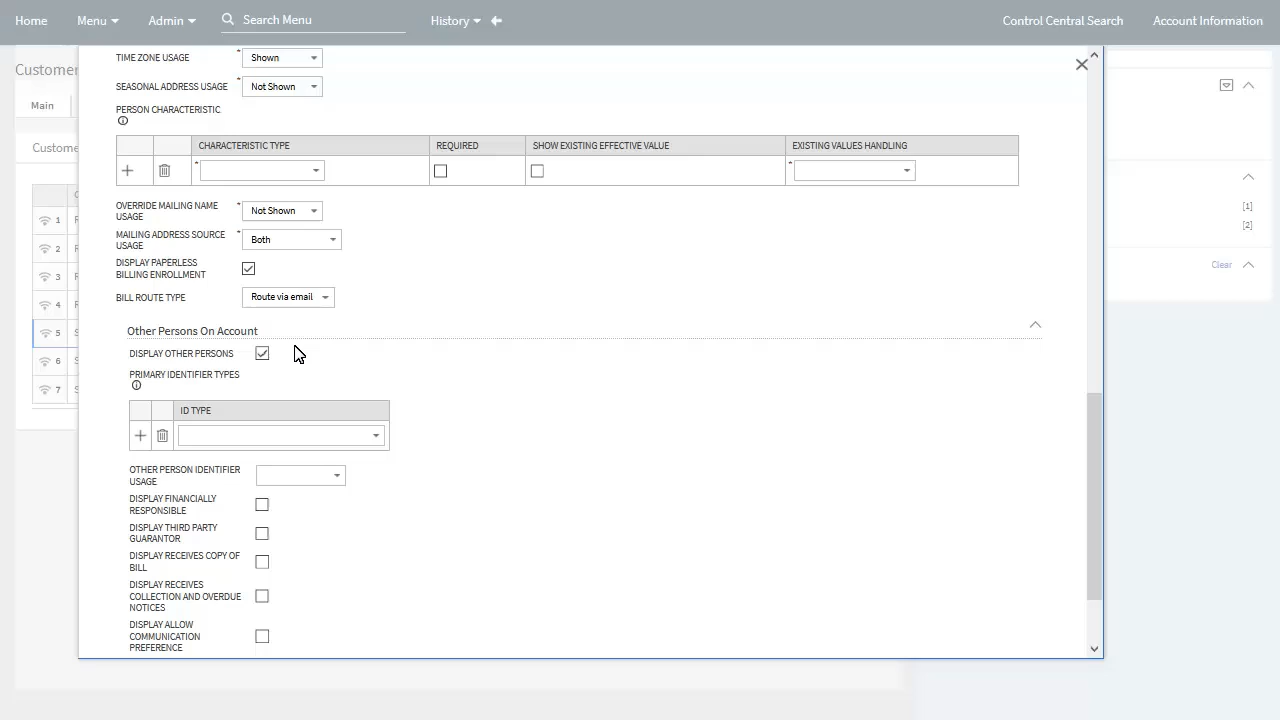 Home Menu Admin Search Menu History Control Central Search Account Information
Customer
Main
Custome
TIME ZONE USAGE * Shown
SEASONAL ADDRESS USAGE * Not Shown
PERSON CHARACTERISTIC
CHARACTERISTIC TYPE REQUIRED SHOW EXISTING EFFECTIVE VALUE EXISTING VALUES HANDLING
* *
OVERRIDE MAILING NAME
USAGE
* Not Shown
MAILING ADDRESS SOURCE
USAGE
* Both
DISPLAY PAPERLESS
BILLING ENROLLMENT
BILL ROUTE TYPE Route via email
Other Persons On Account
DISPLAY OTHER PERSONS
PRIMARY IDENTIFIER TYPES
ID TYPE
OTHER PERSON IDENTIFIER
USAGE
DISPLAY FINANCIALLY
RESPONSIBLE
DISPLAY THIRD PARTY
GUARANTOR
DISPLAY RECEIVES COPY OF
BILL
DISPLAY RECEIVES
COLLECTION AND OVERDUE
NOTICES
DISPLAY ALLOW
COMMUNICATION
PREFERENCE
1
2
3
4
5
6
7
[1]
[2]
Clear